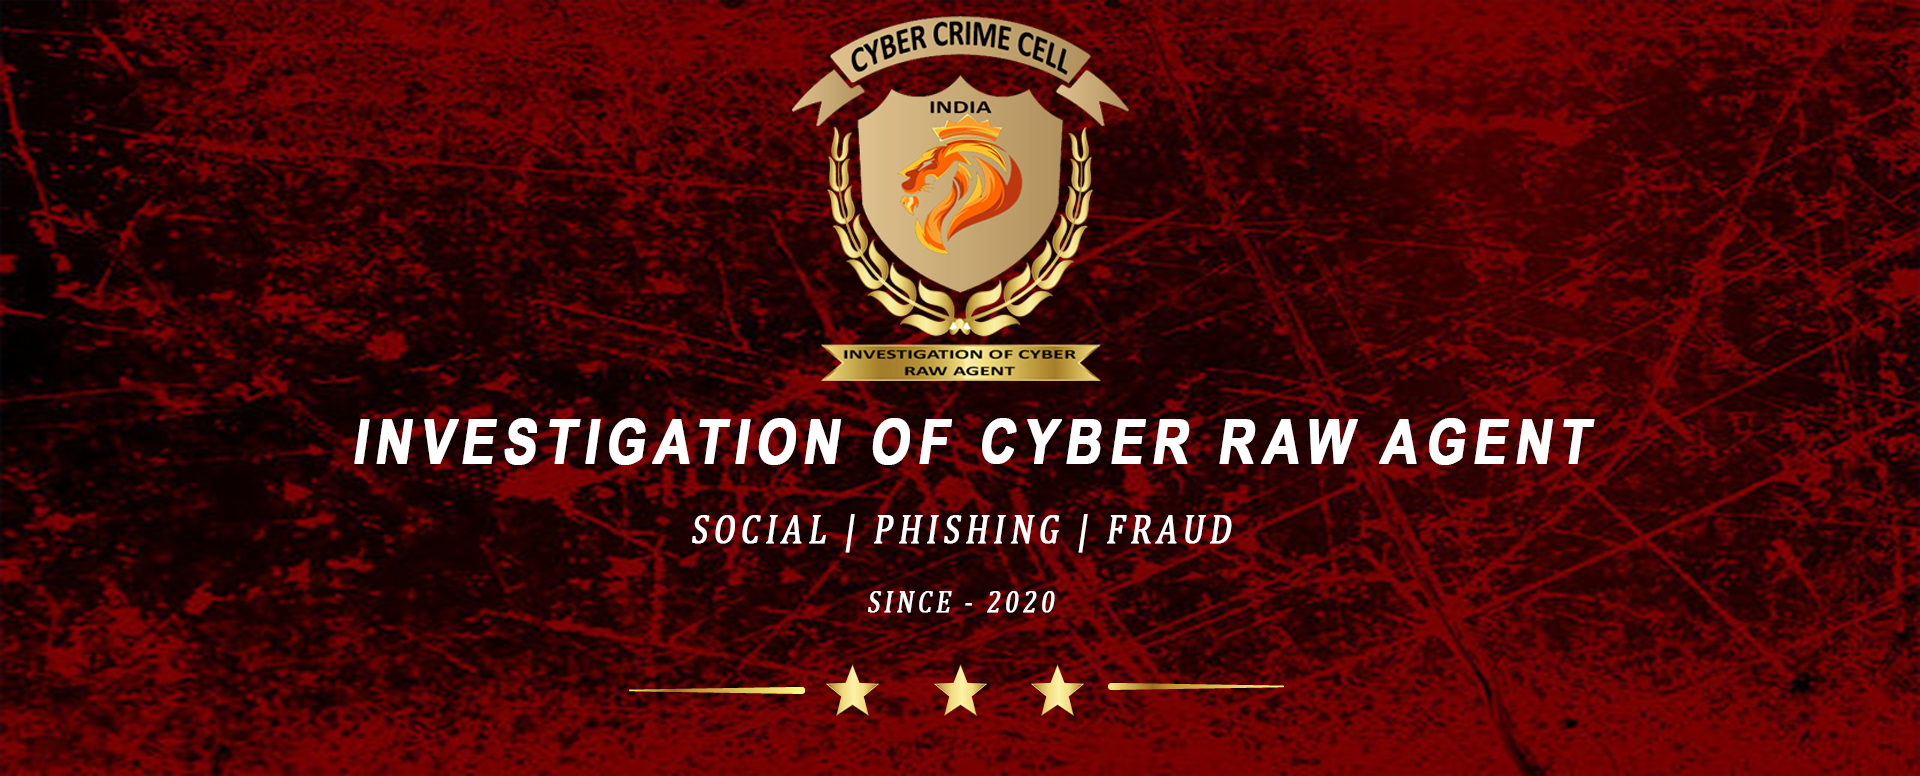 CYBER CRIME CELL
INDIA
INVESTIGATION OF CYBER
RAW AGENT
INVESTIGATION OF CYBER RAW AGENT
SOCIAL | PHISHING | FRAUD
SINCE - 2020